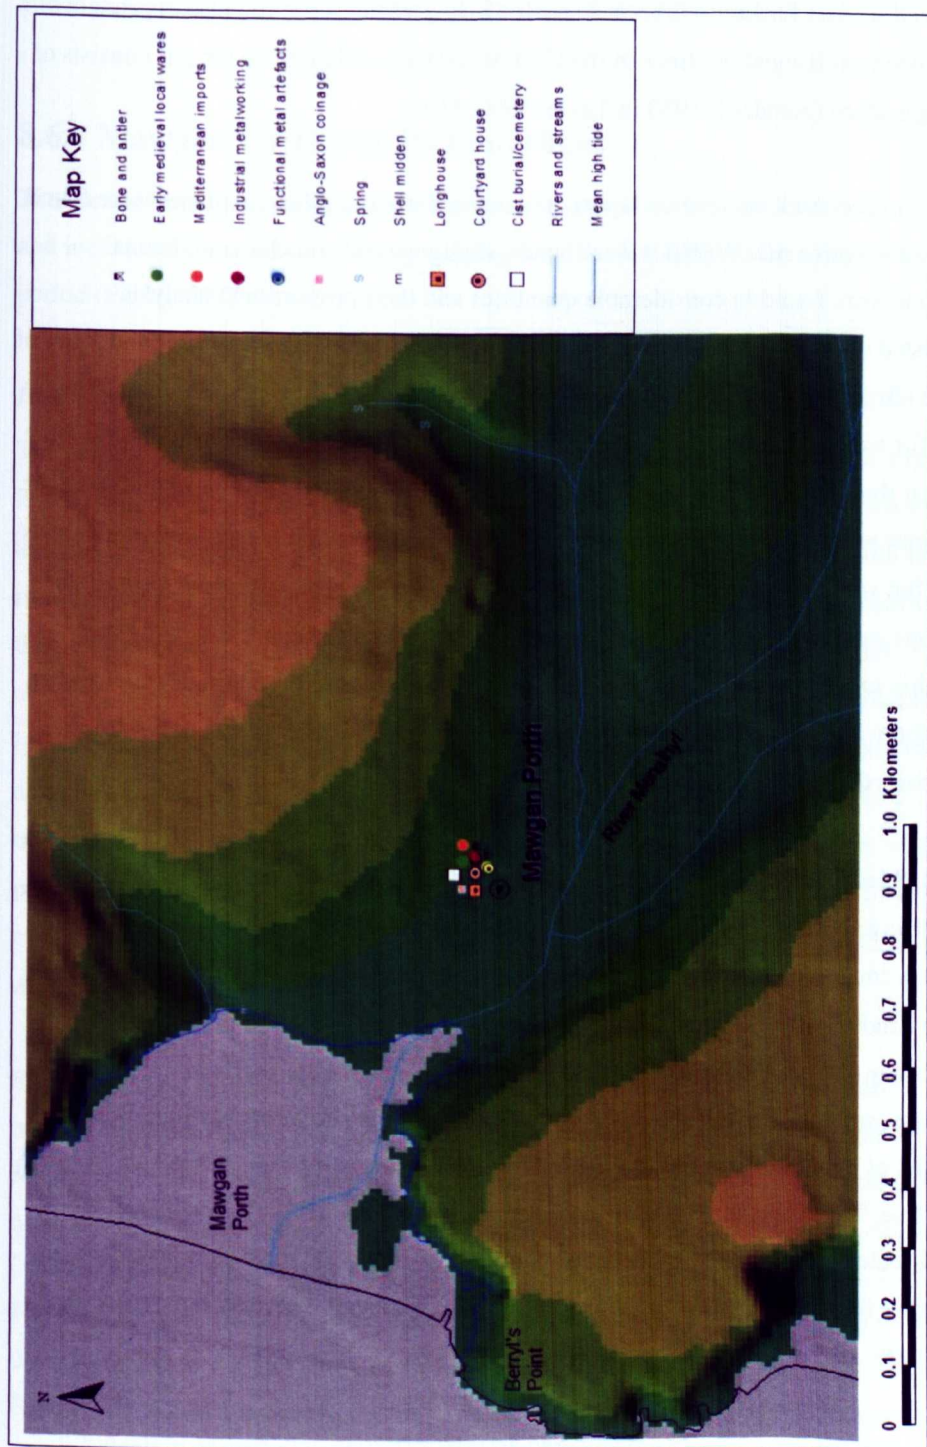 Map Key
Bone and antler
Early medieval local wares
Mediterranean imports
Industrial metalworking
Functional metal artefacts
Anglo-Saxon coinage
S Spring
m Shell midden
Longhouse
Courtyard house
Cist burial/cemetery
Rivers and streams
Mean high tide
N
Mawgan
Porth
Berryl's
Point
Mawgan Porth
River Menalhyl
S
S
0 0.1 0.2 0.3 0.4 0.5 0.6 0.7 0.8 0.9 1.0 Kilometers